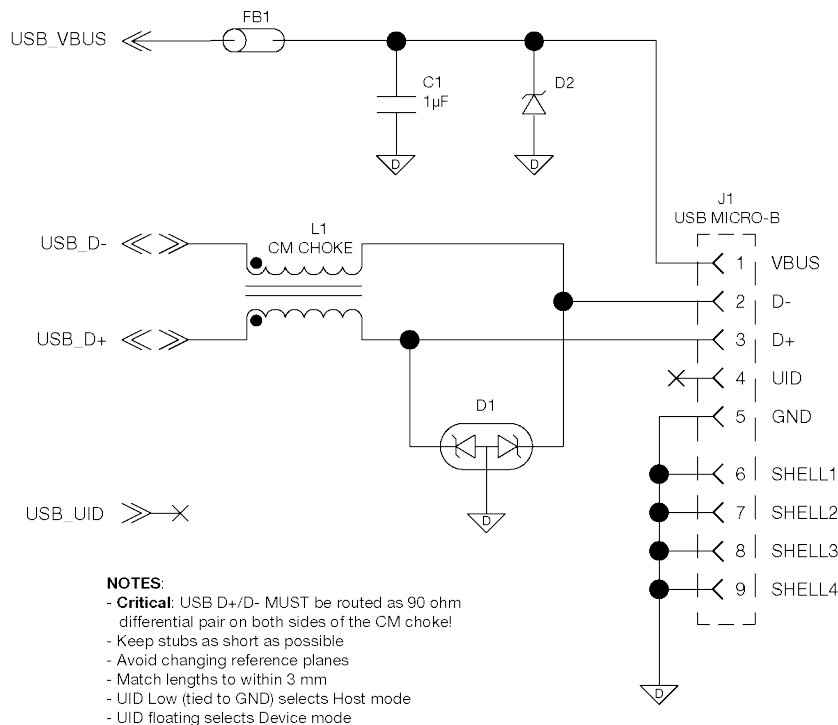 FB1
USB_VBUS
C1
1µF
D2
D
D
J1
USB MICRO-B
L1
CM CHOKE
USB_D-
1 VBUS
2 D-
USB_D+
3 D+
4 UID
D1
5 GND
6 SHELL1
D
USB_UID
7 SHELL2
8 SHELL3
9 SHELL4
D
NOTES:
- Critical: USB D+/D- MUST be routed as 90 ohm
differential pair on both sides of the CM choke!
- Keep stubs as short as possible
- Avoid changing reference planes
- Match lengths to within 3 mm
- UID Low (tied to GND) selects Host mode
- UID floating selects Device mode